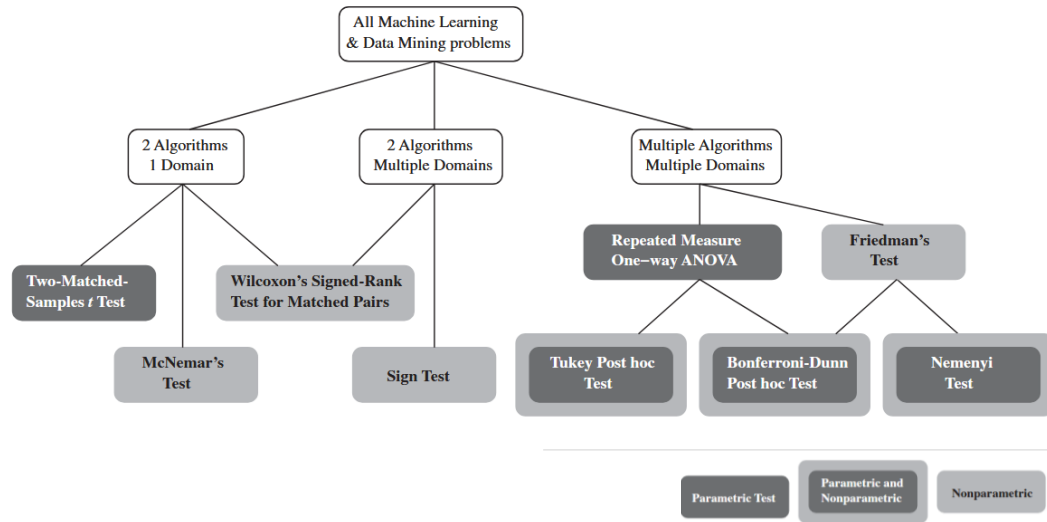 All Machine Learning
& Data Mining problems
2 Algorithms
1 Domain
2 Algorithms
Multiple Domains
Multiple Algorithms
Multiple Domains
Repeated Measure
One–way ANOVA
Friedman's
Test
Two-Matched-
Samples t Test
Wilcoxon's Signed-Rank
Test for Matched Pairs
McNemar's
Test
Sign Test
Tukey Post hoc
Test
Bonferroni-Dunn
Post hoc Test
Nemenyi
Test
Parametric Test
Parametric and
Nonparametric
Nonparametric